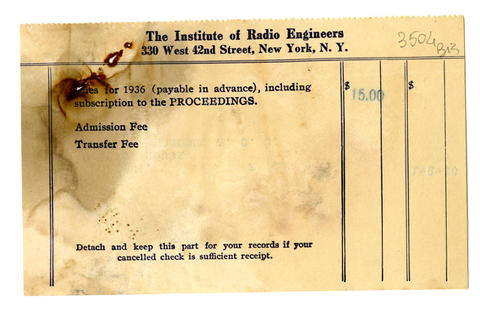 The Institute of Radio Engineers
330 West 42nd Street, New York, N. Y.
3504
for 1936 (payable in advance), including
subscription to the PROCEEDINGS.
$ 15.00 $
Admission Fee
Transfer Fee
Detach and keep this part for your records if your
cancelled check is sufficient receipt.